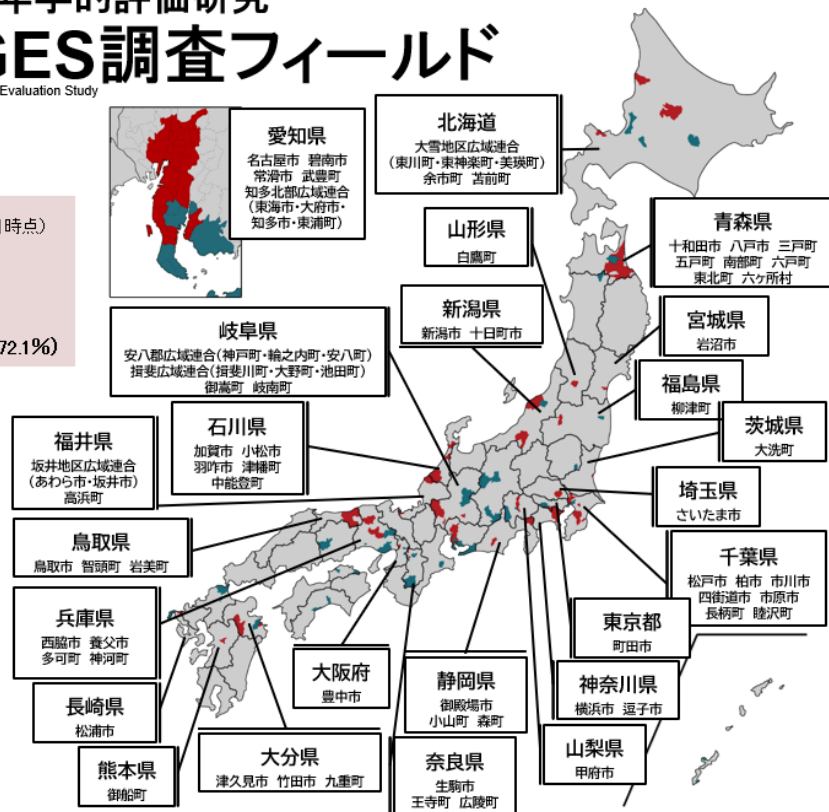 年学的評価研究
GES調査フィールド
Evaluation Study
時点）
72.1%)
愛知県
名古屋市 碧南市
常滑市 武豊町
知多北部広域連合
（東海市・大府市・
知多市・東浦町）
北海道
大雪地区広域連合
（東川町・東神楽町・美瑛町）
余市町 苫前町
山形県
白鷹町
青森県
十和田市 八戸市 三戸町
五戸町 南部町 六戸町
東北町 六ヶ所村
新潟県
新潟市 十日町市
宮城県
岩沼市
岐阜県
安八郡広域連合（神戸町・輪之内町・安八町）
揖斐広域連合（揖斐川町・大野町・池田町）
御嵩町 岐南町
福島県
柳津町
石川県
加賀市 小松市
羽咋市 津幡町
中能登町
茨城県
大洗町
福井県
坂井地区広域連合
（あわら市・坂井市）
高浜町
埼玉県
さいたま市
鳥取県
鳥取市 智頭町 岩美町
千葉県
松戸市 柏市 市川市
四街道市 市原市
長柄町 睦沢町
兵庫県
西脇市 養父市
多可町 神河町
東京都
町田市
大阪府
豊中市
静岡県
御殿場市
小山町 森町
神奈川県
横浜市 逗子市
長崎県
松浦市
山梨県
甲府市
熊本県
御船町
大分県
津久見市 竹田市 九重町
奈良県
生駒市
王寺町 広陵町